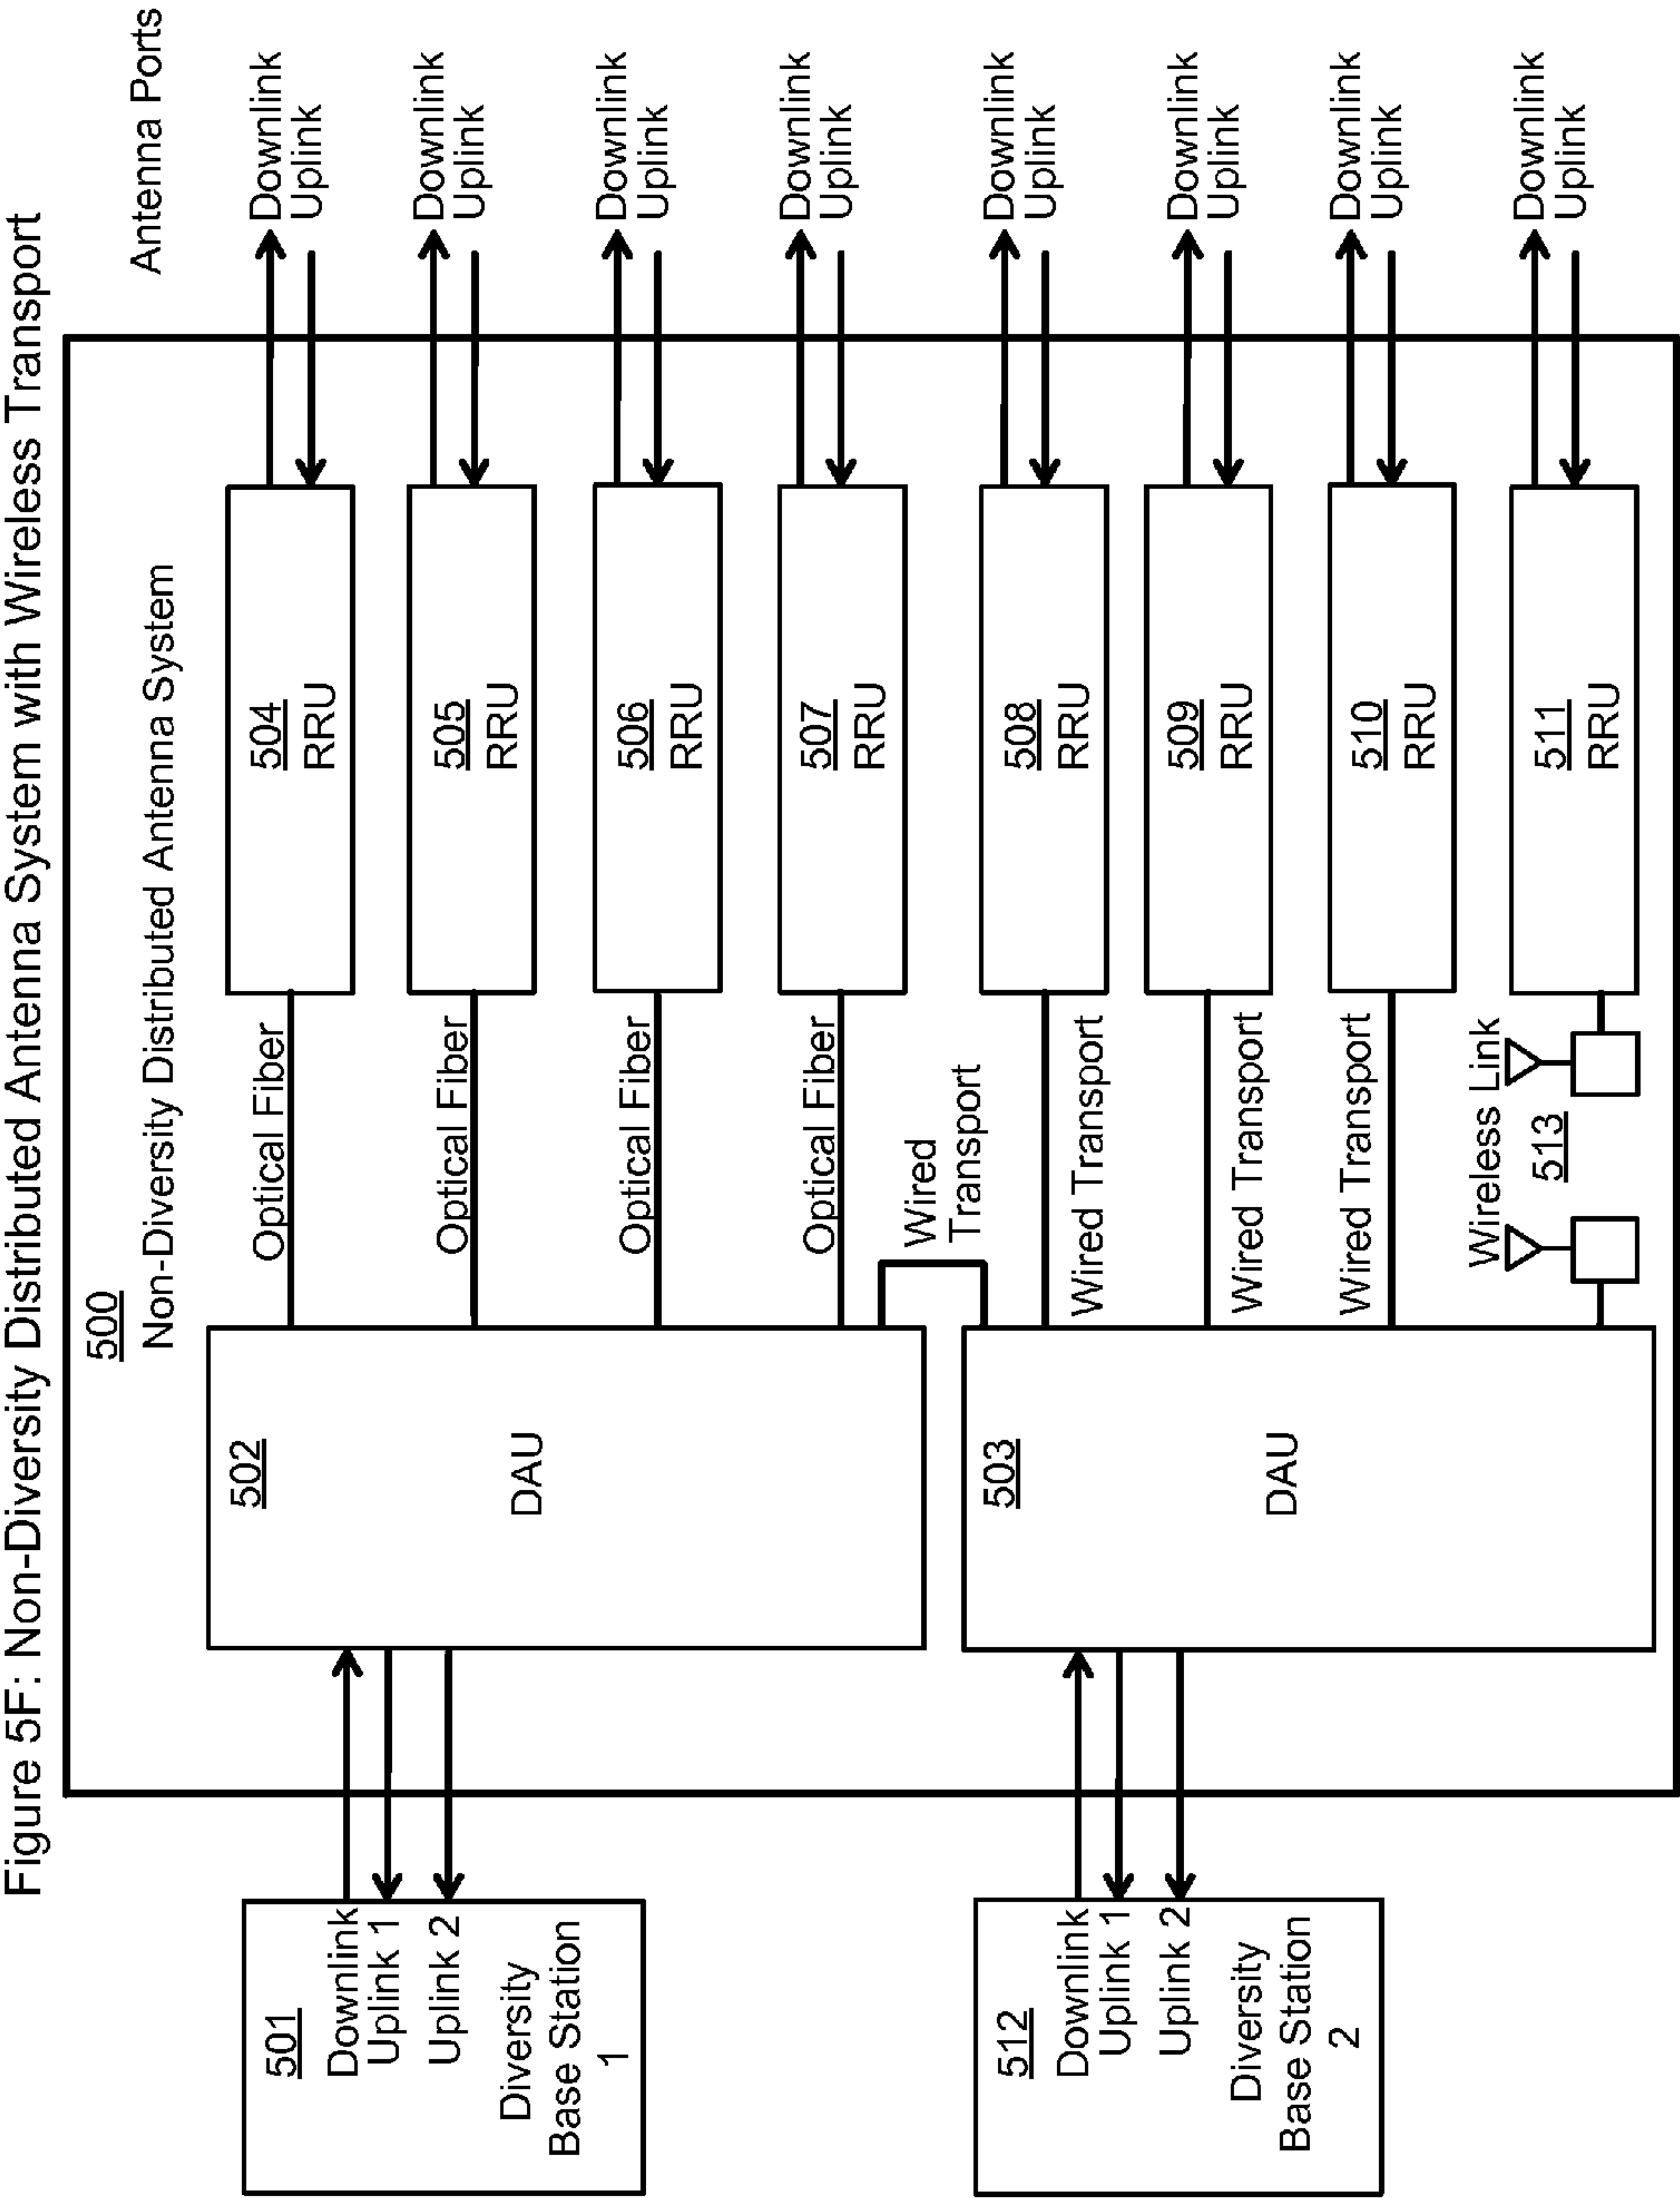 Figure 5F: Non-Diversity Distributed Antenna System with Wireless Transport
Antenna Ports
500
Non-Diversity Distributed Antenna System
501
Downlink
Uplink 1
Uplink 2
Diversity
Base Station
1
502
DAU
Optical Fiber
504
RRU
Downlink
Uplink
Optical Fiber
505
RRU
Downlink
Uplink
Optical Fiber
506
RRU
Downlink
Uplink
Optical Fiber
507
RRU
Downlink
Uplink
Wired
Transport
512
Downlink
Uplink 1
Uplink 2
Diversity
Base Station
2
503
DAU
Wired Transport
508
RRU
Downlink
Uplink
Wired Transport
509
RRU
Downlink
Uplink
Wired Transport
510
RRU
Downlink
Uplink
Wireless Link
513
511
RRU
Downlink
Uplink